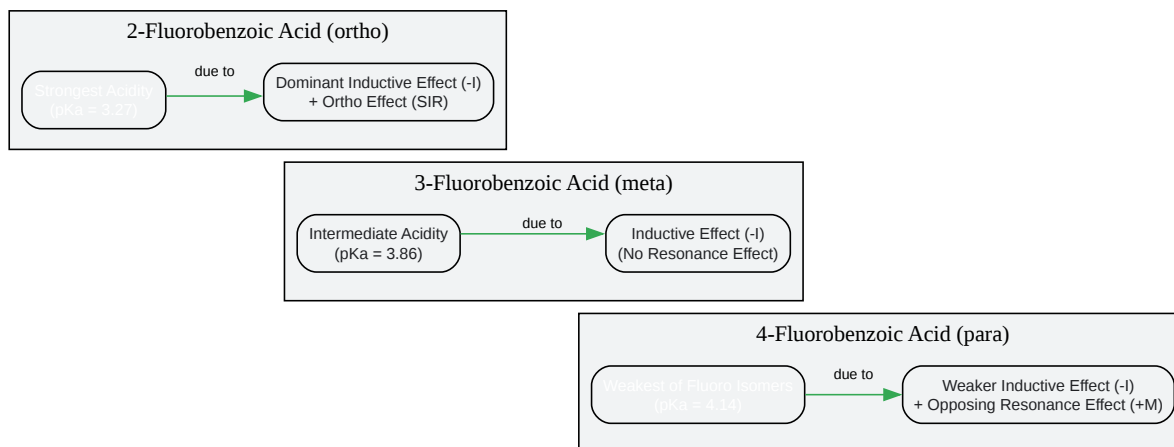 2-Fluorobenzoic Acid (ortho)
Strongest Acidity
(pKa = 3.27)
due to
Dominant Inductive Effect (-I)
+ Ortho Effect (SIR)
3-Fluorobenzoic Acid (meta)
Intermediate Acidity
(pKa = 3.86)
due to
Inductive Effect (-I)
(No Resonance Effect)
4-Fluorobenzoic Acid (para)
Weakest of Fluoro Isomers
(pKa = 4.14)
due to
Weaker Inductive Effect (-I)
+ Opposing Resonance Effect (+M)